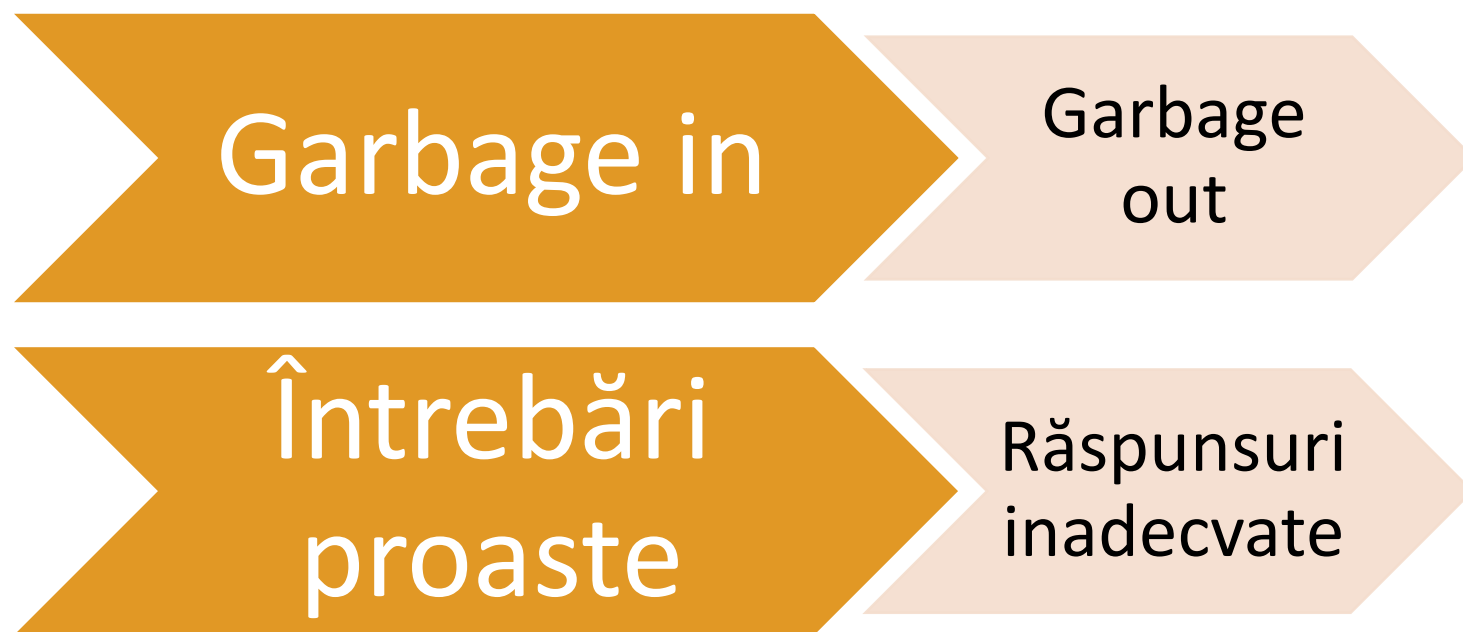 Garbage in
Garbage
out
Întrebări
proaste
Răspunsuri
inadecvate